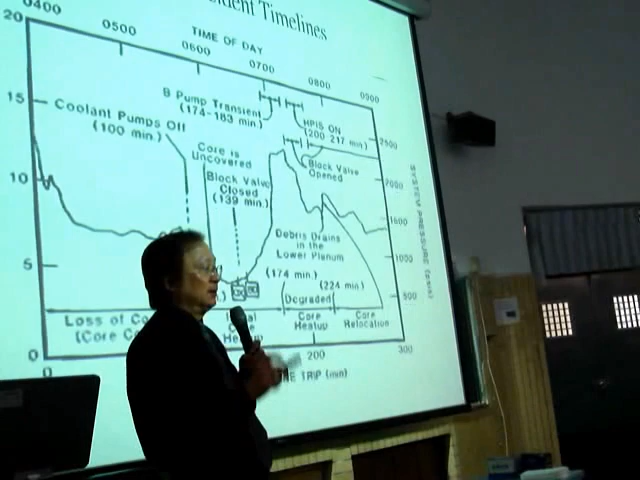 Timelines
TIME OF DAY
0400
0500
0600
0700
0800
0900
20
15
10
5
0
Coolant Pumps Off
(100 min.)
B Pump Transient
(174-183 min.)
HPIS ON
(200-217 min.)
Core is
Uncovered
Block Valve
Closed
(139 min.)
Block Valve
Opened
Debris Drains
in the
Lower Plenum
(174 min.)
(224 min.)
2500
2000
1500
1000
500
SYSTEM PRESSURE
Loss of
(Core
Degraded
Core
Heatup
Core
Relocation
0
200
300
TRIP (min)